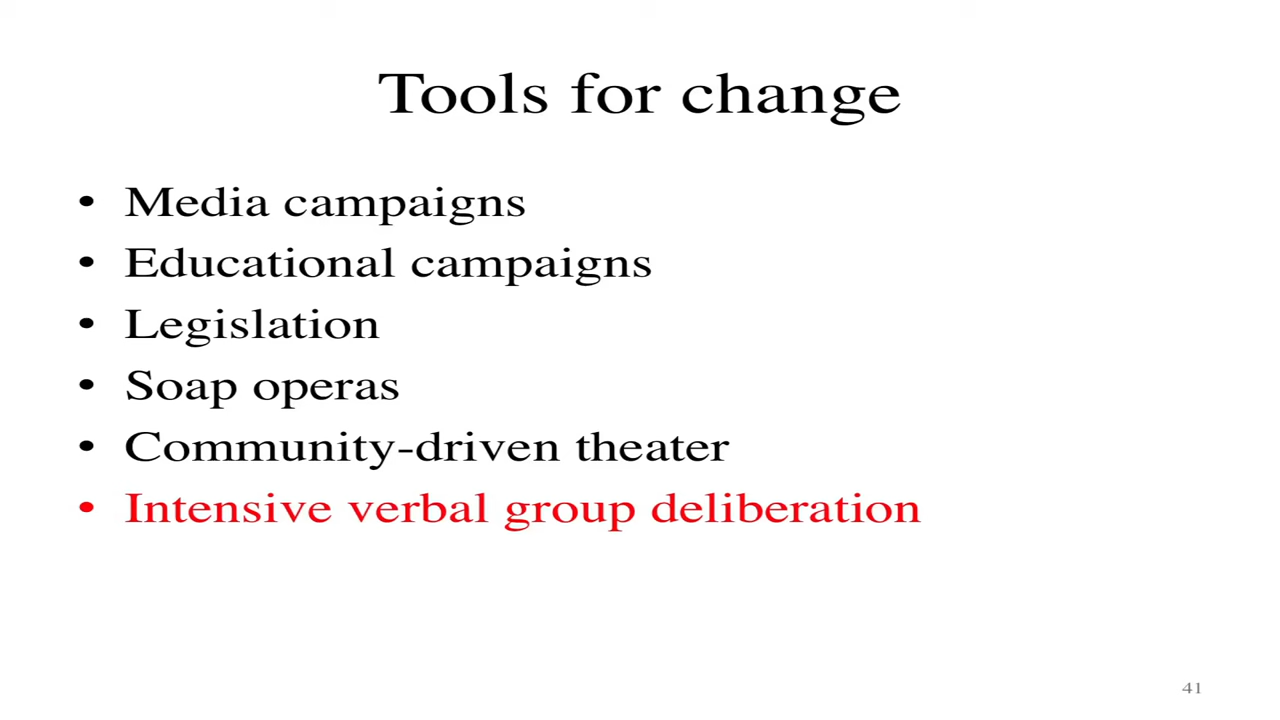 Tools for change
• Media campaigns
• Educational campaigns
• Legislation
• Soap operas
• Community-driven theater
• Intensive verbal group deliberation
41